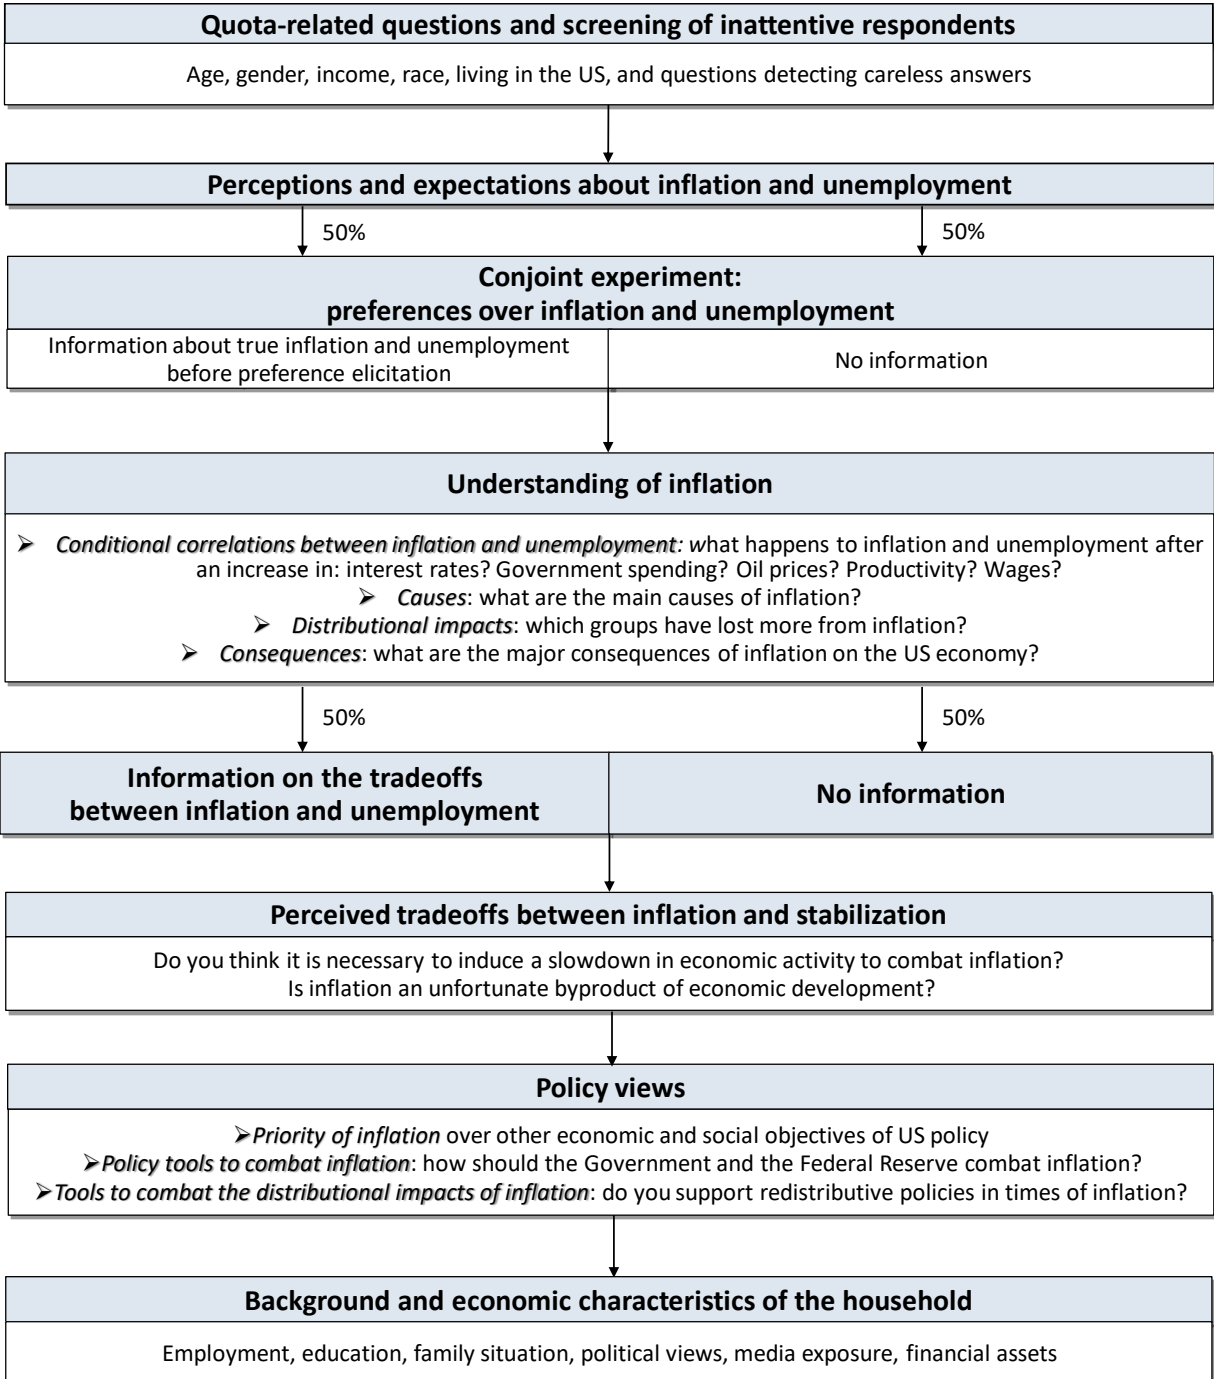 Quota-related questions and screening of inattentive respondents
Age, gender, income, race, living in the US, and questions detecting careless answers
Perceptions and expectations about inflation and unemployment
50%
50%
Conjoint experiment:
preferences over inflation and unemployment
Information about true inflation and unemployment
before preference elicitation
No information
Understanding of inflation
➢ Conditional correlations between inflation and unemployment: what happens to inflation and unemployment after
an increase in: interest rates? Government spending? Oil prices? Productivity? Wages?
➢ Causes: what are the main causes of inflation?
➢ Distributional impacts: which groups have lost more from inflation?
➢ Consequences: what are the major consequences of inflation on the US economy?
50%
50%
Information on the tradeoffs
between inflation and unemployment
No information
Perceived tradeoffs between inflation and stabilization
Do you think it is necessary to induce a slowdown in economic activity to combat inflation?
Is inflation an unfortunate byproduct of economic development?
Policy views
➢Priority of inflation over other economic and social objectives of US policy
➢Policy tools to combat inflation: how should the Government and the Federal Reserve combat inflation?
➢Tools to combat the distributional impacts of inflation: do you support redistributive policies in times of inflation?
Background and economic characteristics of the household
Employment, education, family situation, political views, media exposure, financial assets